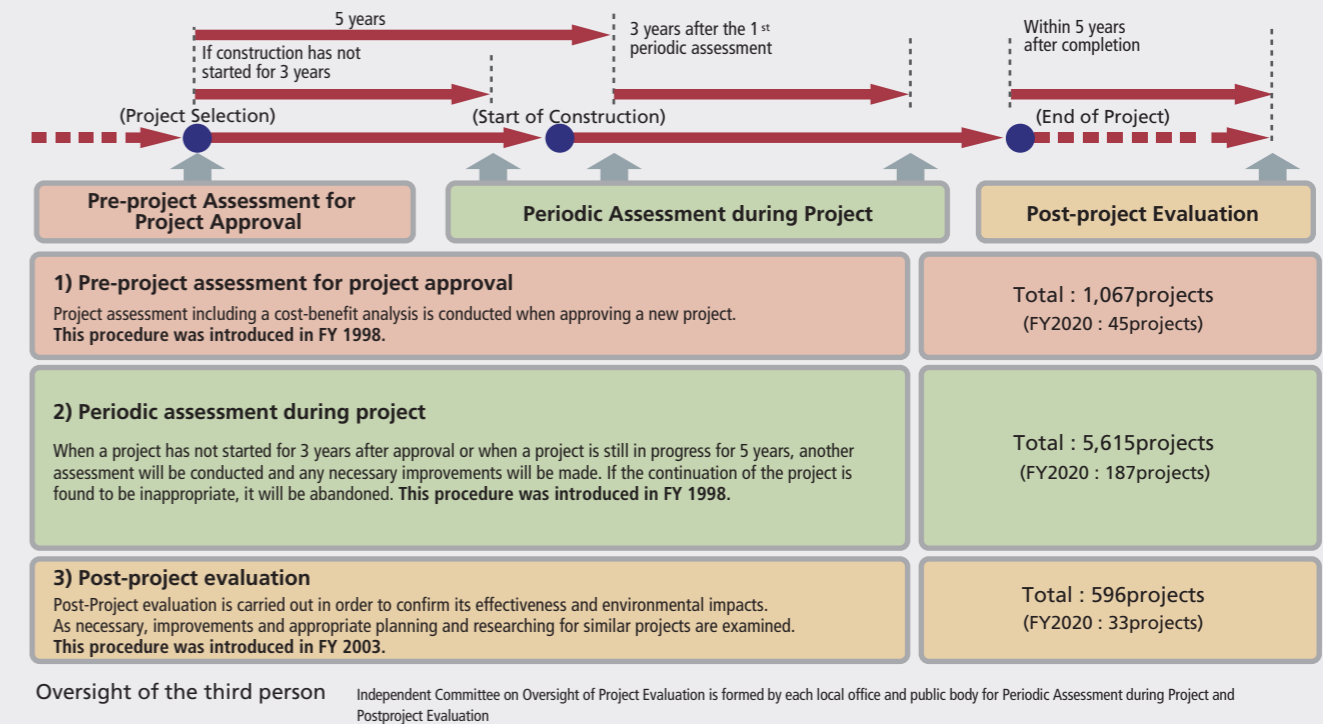 5 years
If construction has not
started for 3 years
3 years after the 1st
periodic assessment
Within 5 years
after completion
(Project Selection)
(Start of Construction)
(End of Project)
Pre-project Assessment for
Project Approval
Periodic Assessment during Project
Post-project Evaluation
1) Pre-project assessment for project approval
Project assessment including a cost-benefit analysis is conducted when approving a new project.
This procedure was introduced in FY 1998.
Total : 1,067projects
(FY2020 : 45projects)
2) Periodic assessment during project
When a project has not started for 3 years after approval or when a project is still in progress for 5 years, another
assessment will be conducted and any necessary improvements will be made. If the continuation of the project is
found to be inappropriate, it will be abandoned. This procedure was introduced in FY 1998.
Total : 5,615projects
(FY2020 : 187projects)
3) Post-project evaluation
Post-Project evaluation is carried out in order to confirm its effectiveness and environmental impacts.
As necessary, improvements and appropriate planning and researching for similar projects are examined.
This procedure was introduced in FY 2003.
Total : 596projects
(FY2020 : 33projects)
Oversight of the third person
Independent Committee on Oversight of Project Evaluation is formed by each local office and public body for Periodic Assessment during Project and
Postproject Evaluation